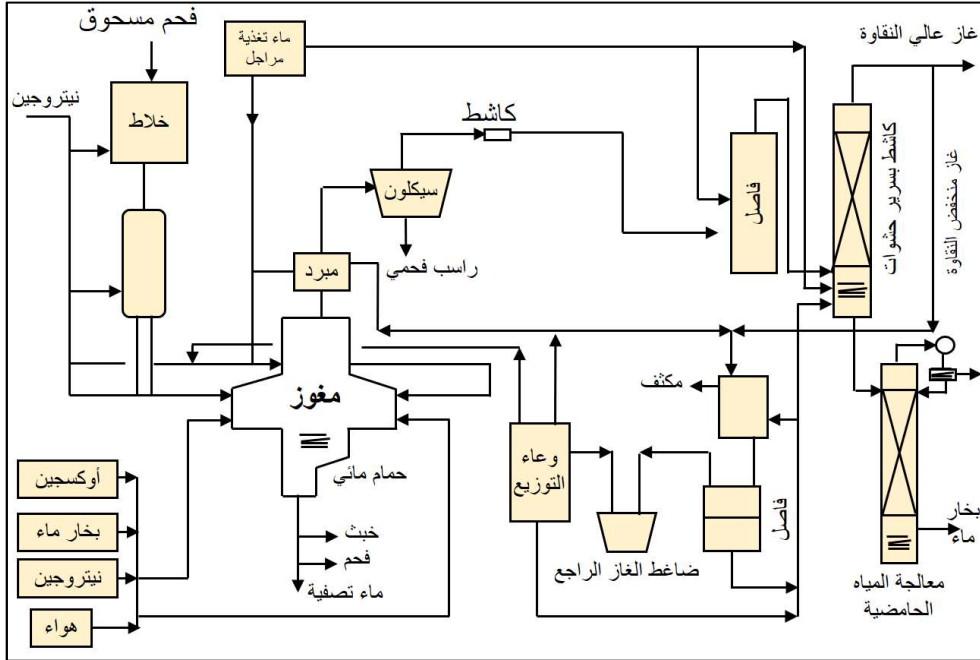 فحم مسحوق
ماء تغذية
مراجل
غاز عالي النقاوة
نيتروجين
خلاط
كاشط
سيكلون
فاصل
كاشط بسرير حشوات
غاز منخفض النقاوة
راسب فحمي
مبرد
مغوز
مكثف
حمام مائي
وعاء
التوزيع
فاصل
أوكسجين
بخار ماء
نيتروجين
هواء
خبث
فحم
ماء تصفية
ضاغط الغاز الراجع
بخار
ماء
معالجة المياه
الحامضية